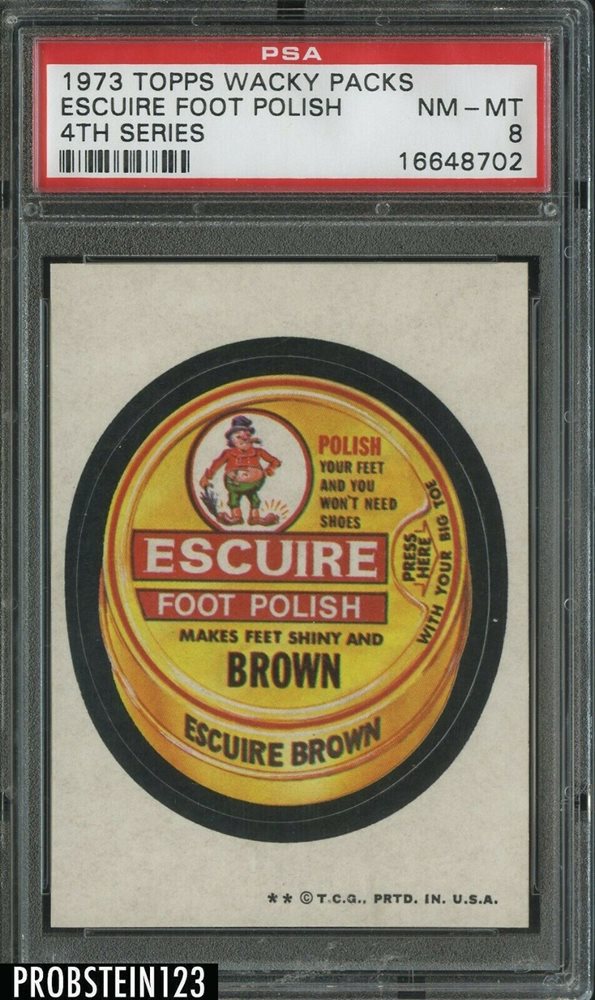 PSA
1973 TOPPS WACKY PACKS
ESCUIRE FOOT POLISH NM – MT
4TH SERIES 8
16648702
POLISH
YOUR FEET
AND YOU
WON'T NEED
SHOES
PRESS
HERE
WITH YOUR BIG TOE
ESCUIRE
FOOT POLISH
MAKES FEET SHINY AND
BROWN
ESCUIRE BROWN
** © T.C.G., PRTD. IN. U.S.A.
PROBSTEIN123